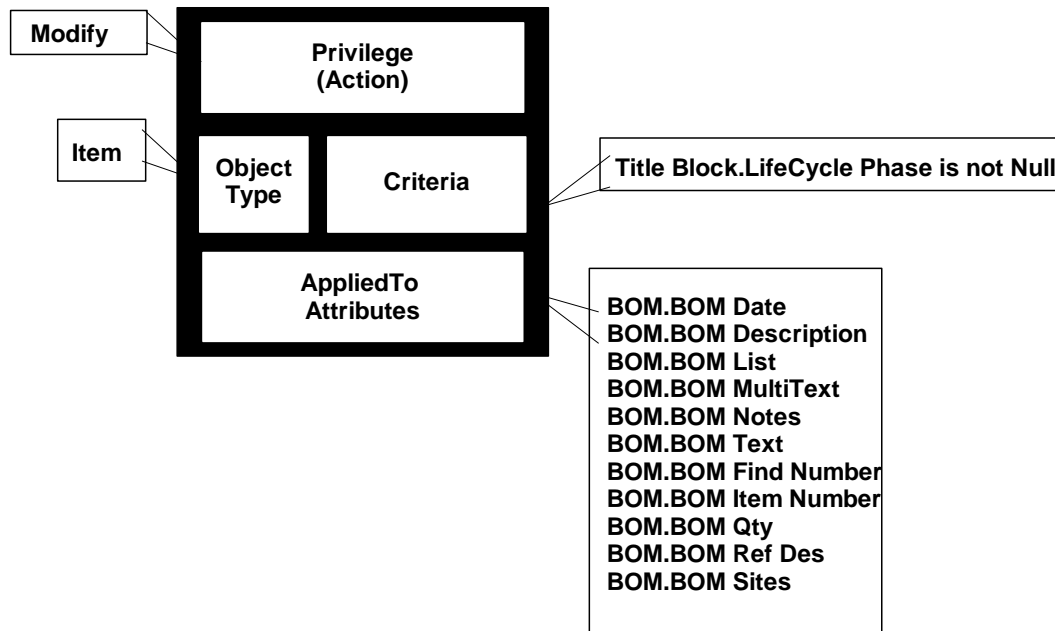 Modify
Privilege
(Action)
Item
Object
Type
Criteria
Title Block.LifeCycle Phase is not Null
AppliedTo
Attributes
BOM.BOM Date
BOM.BOM Description
BOM.BOM List
BOM.BOM MultiText
BOM.BOM Notes
BOM.BOM Text
BOM.BOM Find Number
BOM.BOM Item Number
BOM.BOM Qty
BOM.BOM Ref Des
BOM.BOM Sites